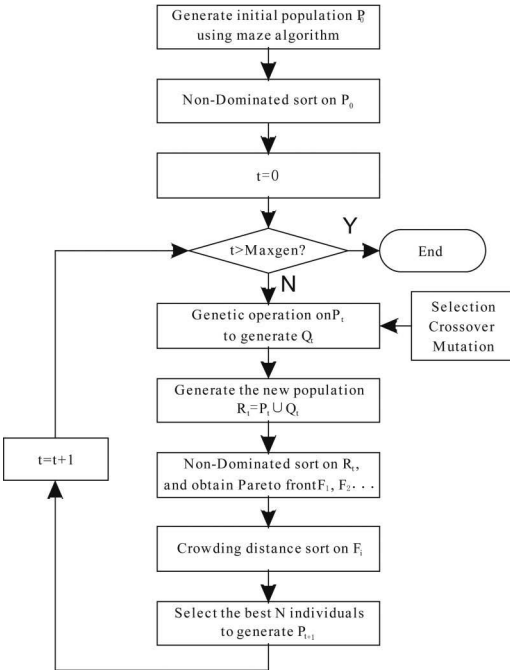 Generate initial population P₀
using maze algorithm
Non-Dominated sort on P₀
t=0
t>Maxgen?
Y
End
N
Genetic operation onPₜ
to generate Qₜ
Selection
Crossover
Mutation
Generate the new population
Rₜ=Pₜ∪Qₜ
t=t+1
Non-Dominated sort on Rₜ,
and obtain Pareto frontF₁, F₂...
Crowding distance sort on Fᵢ
Select the best N individuals
to generate Pₜ₊₁